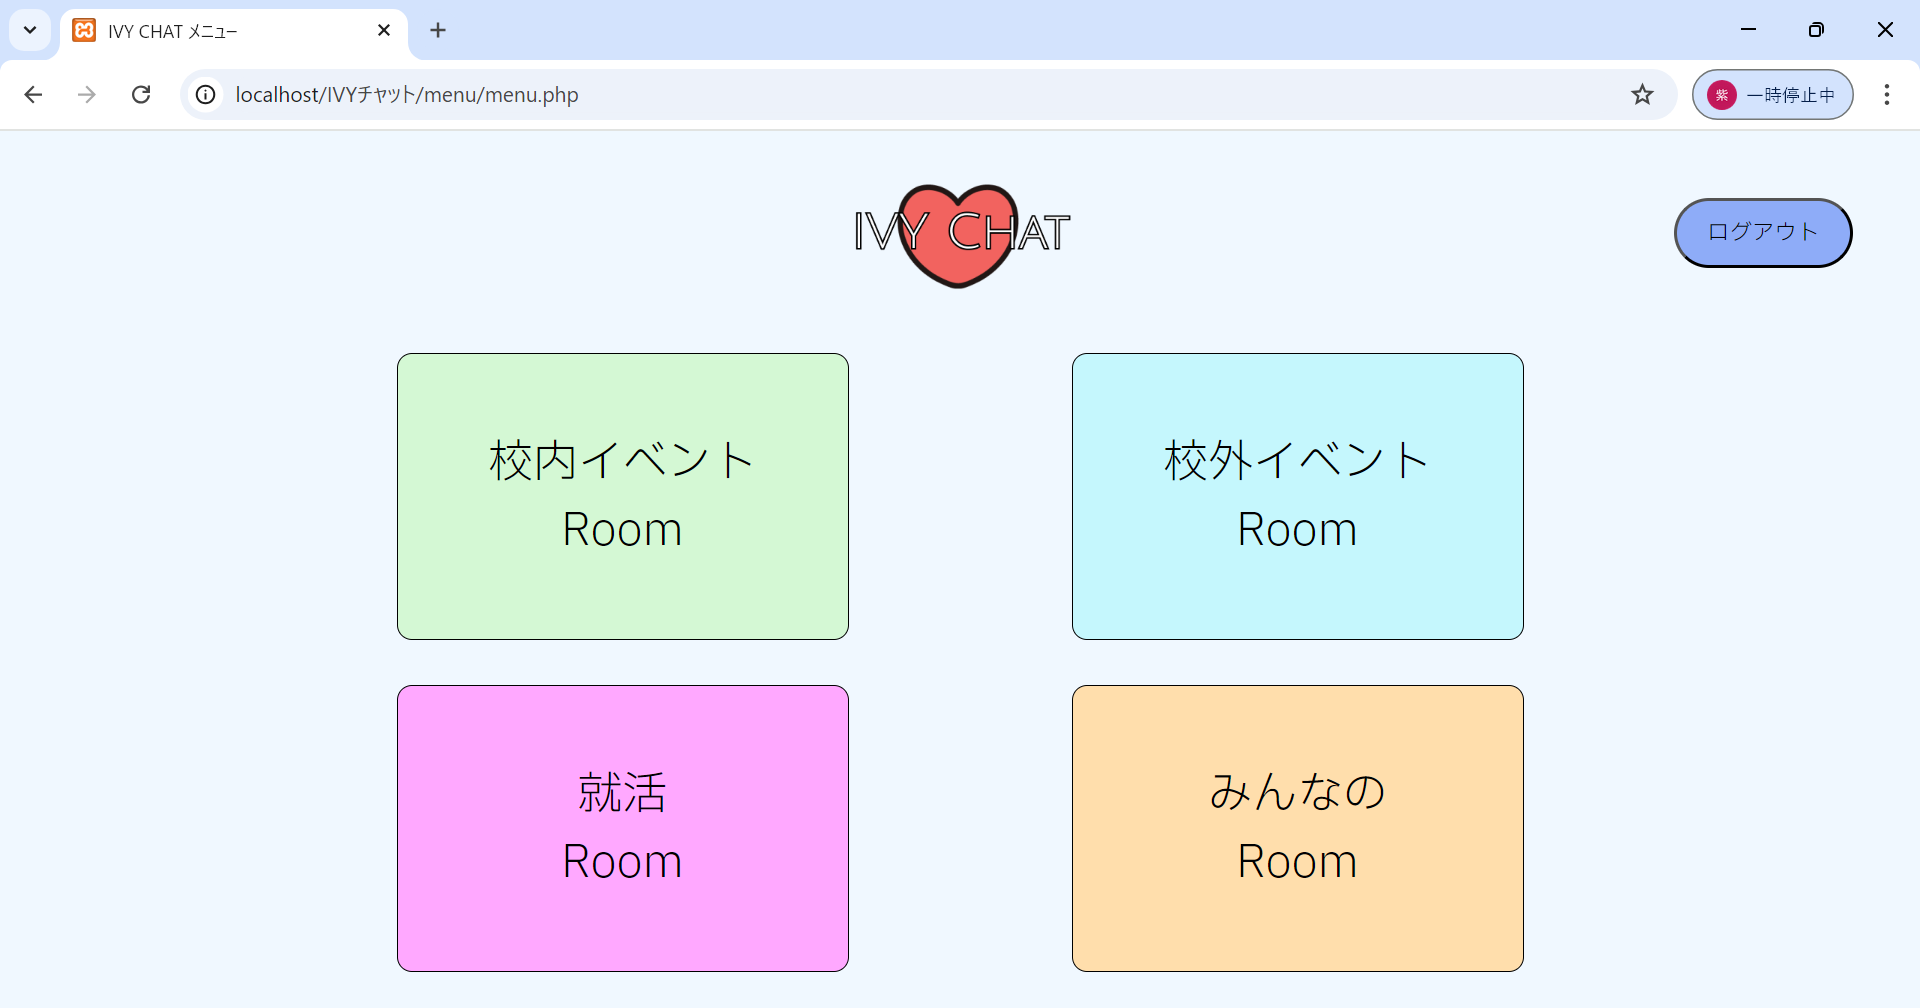 IVY CHAT メニュー
localhost/IVYチャット/menu/menu.php
紫 一時停止中
IVY CHAT
ログアウト
校内イベント
Room
校外イベント
Room
就活
Room
みんなの
Room